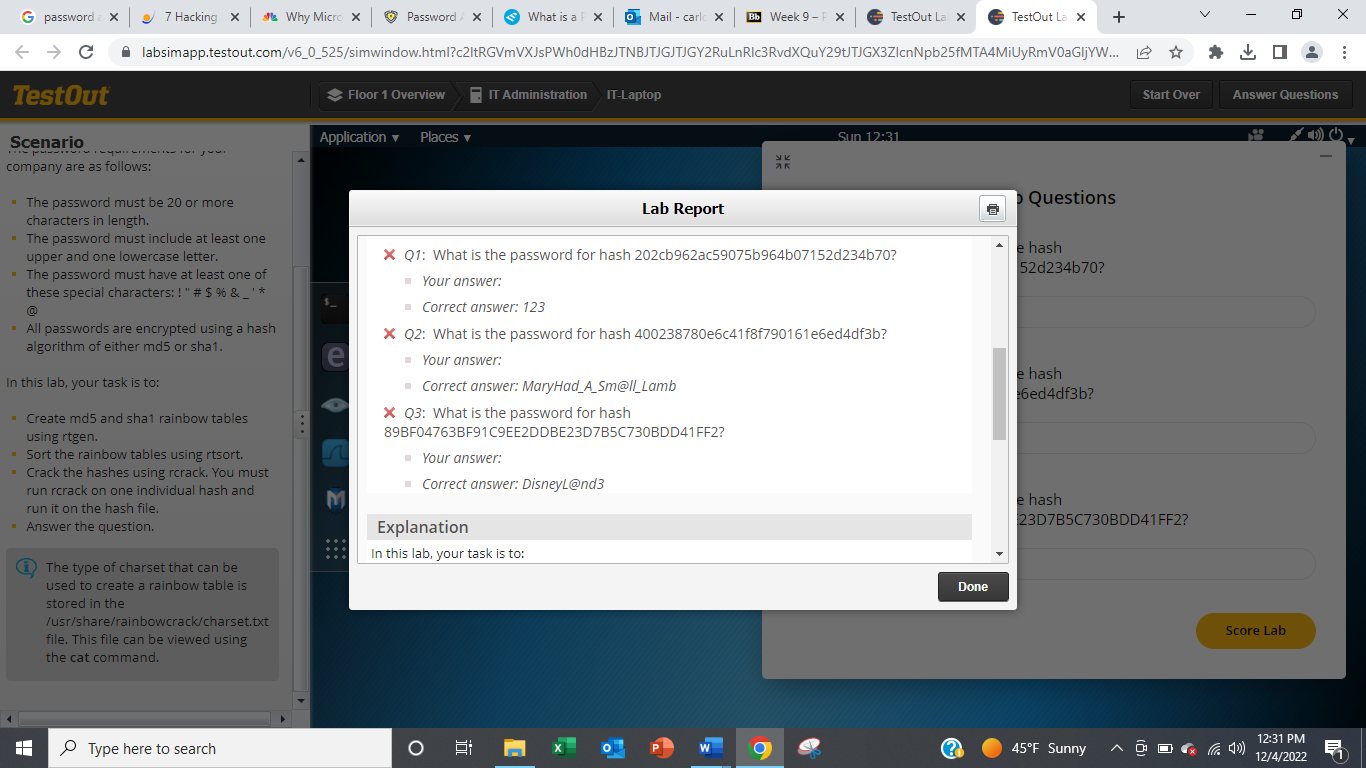 password a
7 Hacking
Why Micro
Password A
What is a P
Mail - carlo
Bb
Week 9 – P
TestOut La
TestOut La
labsimapp.testout.com/v6_0_525/simwindow.html?
TestOut
Floor 1 Overview
IT Administration
IT-Laptop
Start Over
Answer Questions
Scenario
The password requirements for your
company are as follows:
The password must be 20 or more
characters in length.
The password must include at least one
upper and one lowercase letter.
The password must have at least one of
these special characters: ! " # $ % & _ ' *
@
All passwords are encrypted using a hash
algorithm of either md5 or sha1.
In this lab, your task is to:
Create md5 and sha1 rainbow tables
using rtgen.
Sort the rainbow tables using rtsort.
Crack the hashes using rcrack. You must
run rcrack on one individual hash and
run it on the hash file.
Answer the question.
The type of charset that can be
used to create a rainbow table is
stored in the
/usr/share/rainbowcrack/charset.txt
file. This file can be viewed using
the cat command.
Application
Places
Sun 12:31
Lab Report
Q1: What is the password for hash 202cb962ac59075b964b07152d234b70?
Your answer:
Correct answer: 123
Q2: What is the password for hash 400238780e6c41f8f790161e6ed4df3b?
Your answer:
Correct answer: MaryHad_A_Sm@ll_Lamb
Q3: What is the password for hash
89BF04763BF91C9EE2DDBE23D7B5C730BDD41FF2?
Your answer:
Correct answer: DisneyL@nd3
Explanation
In this lab, your task is to:
Done
Questions
e hash
52d234b70?
e hash
e6ed4df3b?
e hash
E23D7B5C730BDD41FF2?
Score Lab
Type here to search
45°F Sunny
12:31 PM
12/4/2022
1